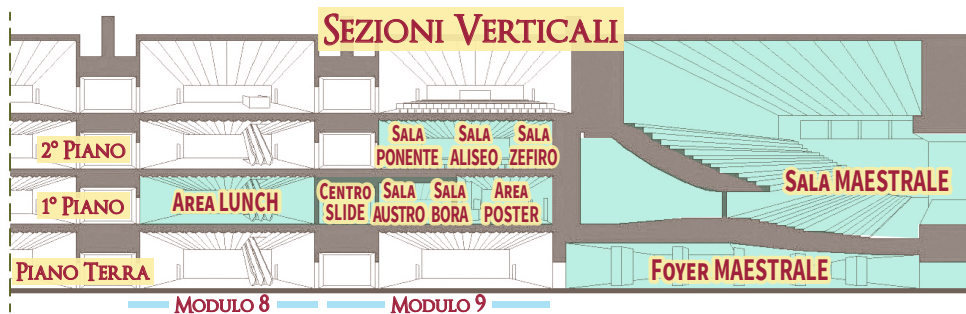 SEZIONI VERTICALI
2° PIANO
SALA PONENTE
SALA ALISEO
SALA ZEFIRO
1° PIANO
AREA LUNCH
CENTRO SLIDE
SALA AUSTRO
SALA BORA
AREA POSTER
SALA MAESTRALE
PIANO TERRA
FOYER MAESTRALE
MODULO 8
MODULO 9